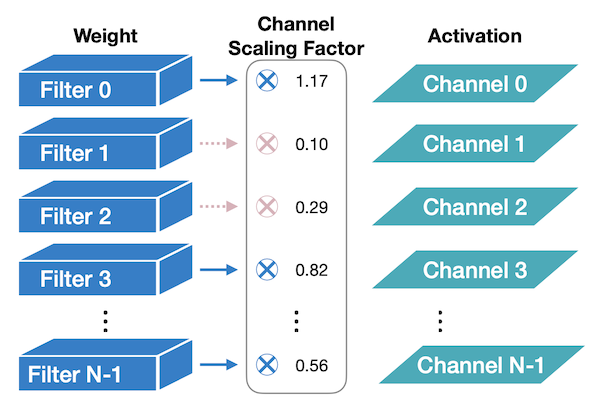 Weight
Channel
Scaling Factor
Activation
Filter 0
1.17
Channel 0
Filter 1
0.10
Channel 1
Filter 2
0.29
Channel 2
Filter 3
0.82
Channel 3
Filter N-1
0.56
Channel N-1